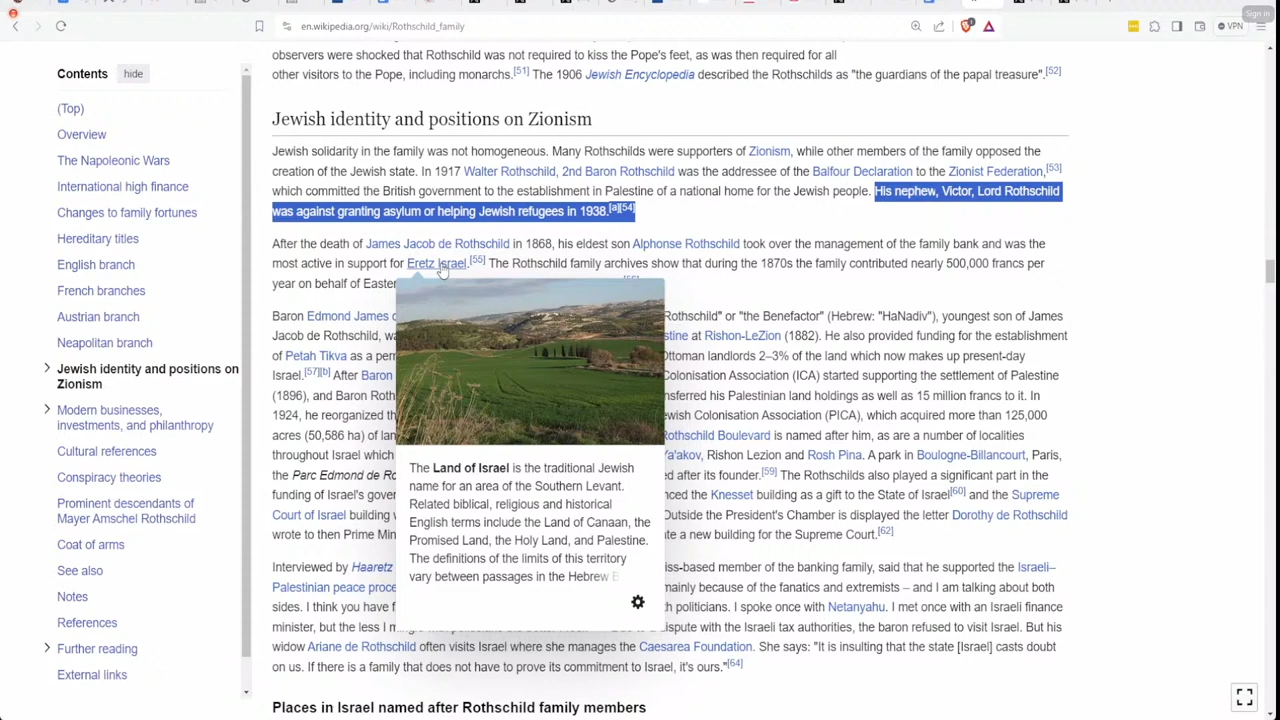 Sign in
en.wikipedia.org/wiki/Rothschild_family
VPN
Contents
hide
(Top)
Overview
The Napoleonic Wars
International high finance
Changes to family fortunes
Hereditary titles
English branch
French branches
Austrian branch
Neapolitan branch
Jewish identity and positions on
Zionism
Modern businesses,
investments, and philanthropy
Cultural references
Conspiracy theories
Prominent descendants of
Mayer Amschel Rothschild
Coat of arms
See also
Notes
References
Further reading
External links
observers were shocked that Rothschild was not required to kiss the Pope's feet, as was then required for all
other visitors to the Pope, including monarchs.[51] The 1906 Jewish Encyclopedia described the Rothschilds as "the guardians of the papal treasure".[52]
Jewish identity and positions on Zionism
Jewish solidarity in the family was not homogeneous. Many Rothschilds were supporters of Zionism, while other members of the family opposed the
creation of the Jewish state. In 1917 Walter Rothschild, 2nd Baron Rothschild was the addressee of the Balfour Declaration to the Zionist Federation,[53]
which committed the British government to the establishment in Palestine of a national home for the Jewish people. His nephew, Victor, Lord Rothschild
was against granting asylum or helping Jewish refugees in 1938.[a][54]
After the death of James Jacob de Rothschild in 1868, his eldest son Alphonse Rothschild took over the management of the family bank and was the
most active in support for Eretz Israel.[55] The Rothschild family archives show that during the 1870s the family contributed nearly 500,000 francs per
year on behalf of Easter
Baron Edmond James Rothschild" or "the Benefactor" (Hebrew: "HaNadiv"), youngest son of James
Jacob de Rothschild, wa stine at Rishon-LeZion (1882). He also provided funding for the establishment
of Petah Tikva as a perm Ottoman landlords 2–3% of the land which now makes up present-day
Israel.[57][b] After Baron Colonisation Association (ICA) started supporting the settlement of Palestine
(1896), and Baron Roth nsferred his Palestinian land holdings as well as 15 million francs to it. In
1924, he reorganized th ewish Colonisation Association (PICA), which acquired more than 125,000
acres (50,586 ha) of lan Rothschild Boulevard is named after him, as are a number of localities
throughout Israel which Ya'akov, Rishon Lezion and Rosh Pina. A park in Boulogne-Billancourt, Paris,
the Parc Edmond de Ro ed after its founder.[59] The Rothschilds also played a significant part in the
funding of Israel's gove nced the Knesset building as a gift to the State of Israel[60] and the Supreme
Court of Israel building Outside the President's Chamber is displayed the letter Dorothy de Rothschild
wrote to then Prime Min te a new building for the Supreme Court.[62]
Interviewed by Haaretz iss-based member of the banking family, said that he supported the Israeli–
Palestinian peace proce mainly because of the fanatics and extremists – and I am talking about both
sides. I think you have f h politicians. I spoke once with Netanyahu. I met once with an Israeli finance
minister, but the less I dispute with the Israeli tax authorities, the baron refused to visit Israel. But his
widow Ariane de Rothschild often visits Israel where she manages the Caesarea Foundation. She says: "It is insulting that the state [Israel] casts doubt
on us. If there is a family that does not have to prove its commitment to Israel, it's ours."[64]
Places in Israel named after Rothschild family members
The Land of Israel is the traditional Jewish
name for an area of the Southern Levant.
Related biblical, religious and historical
English terms include the Land of Canaan, the
Promised Land, the Holy Land, and Palestine.
The definitions of the limits of this territory
vary between passages in the Hebrew